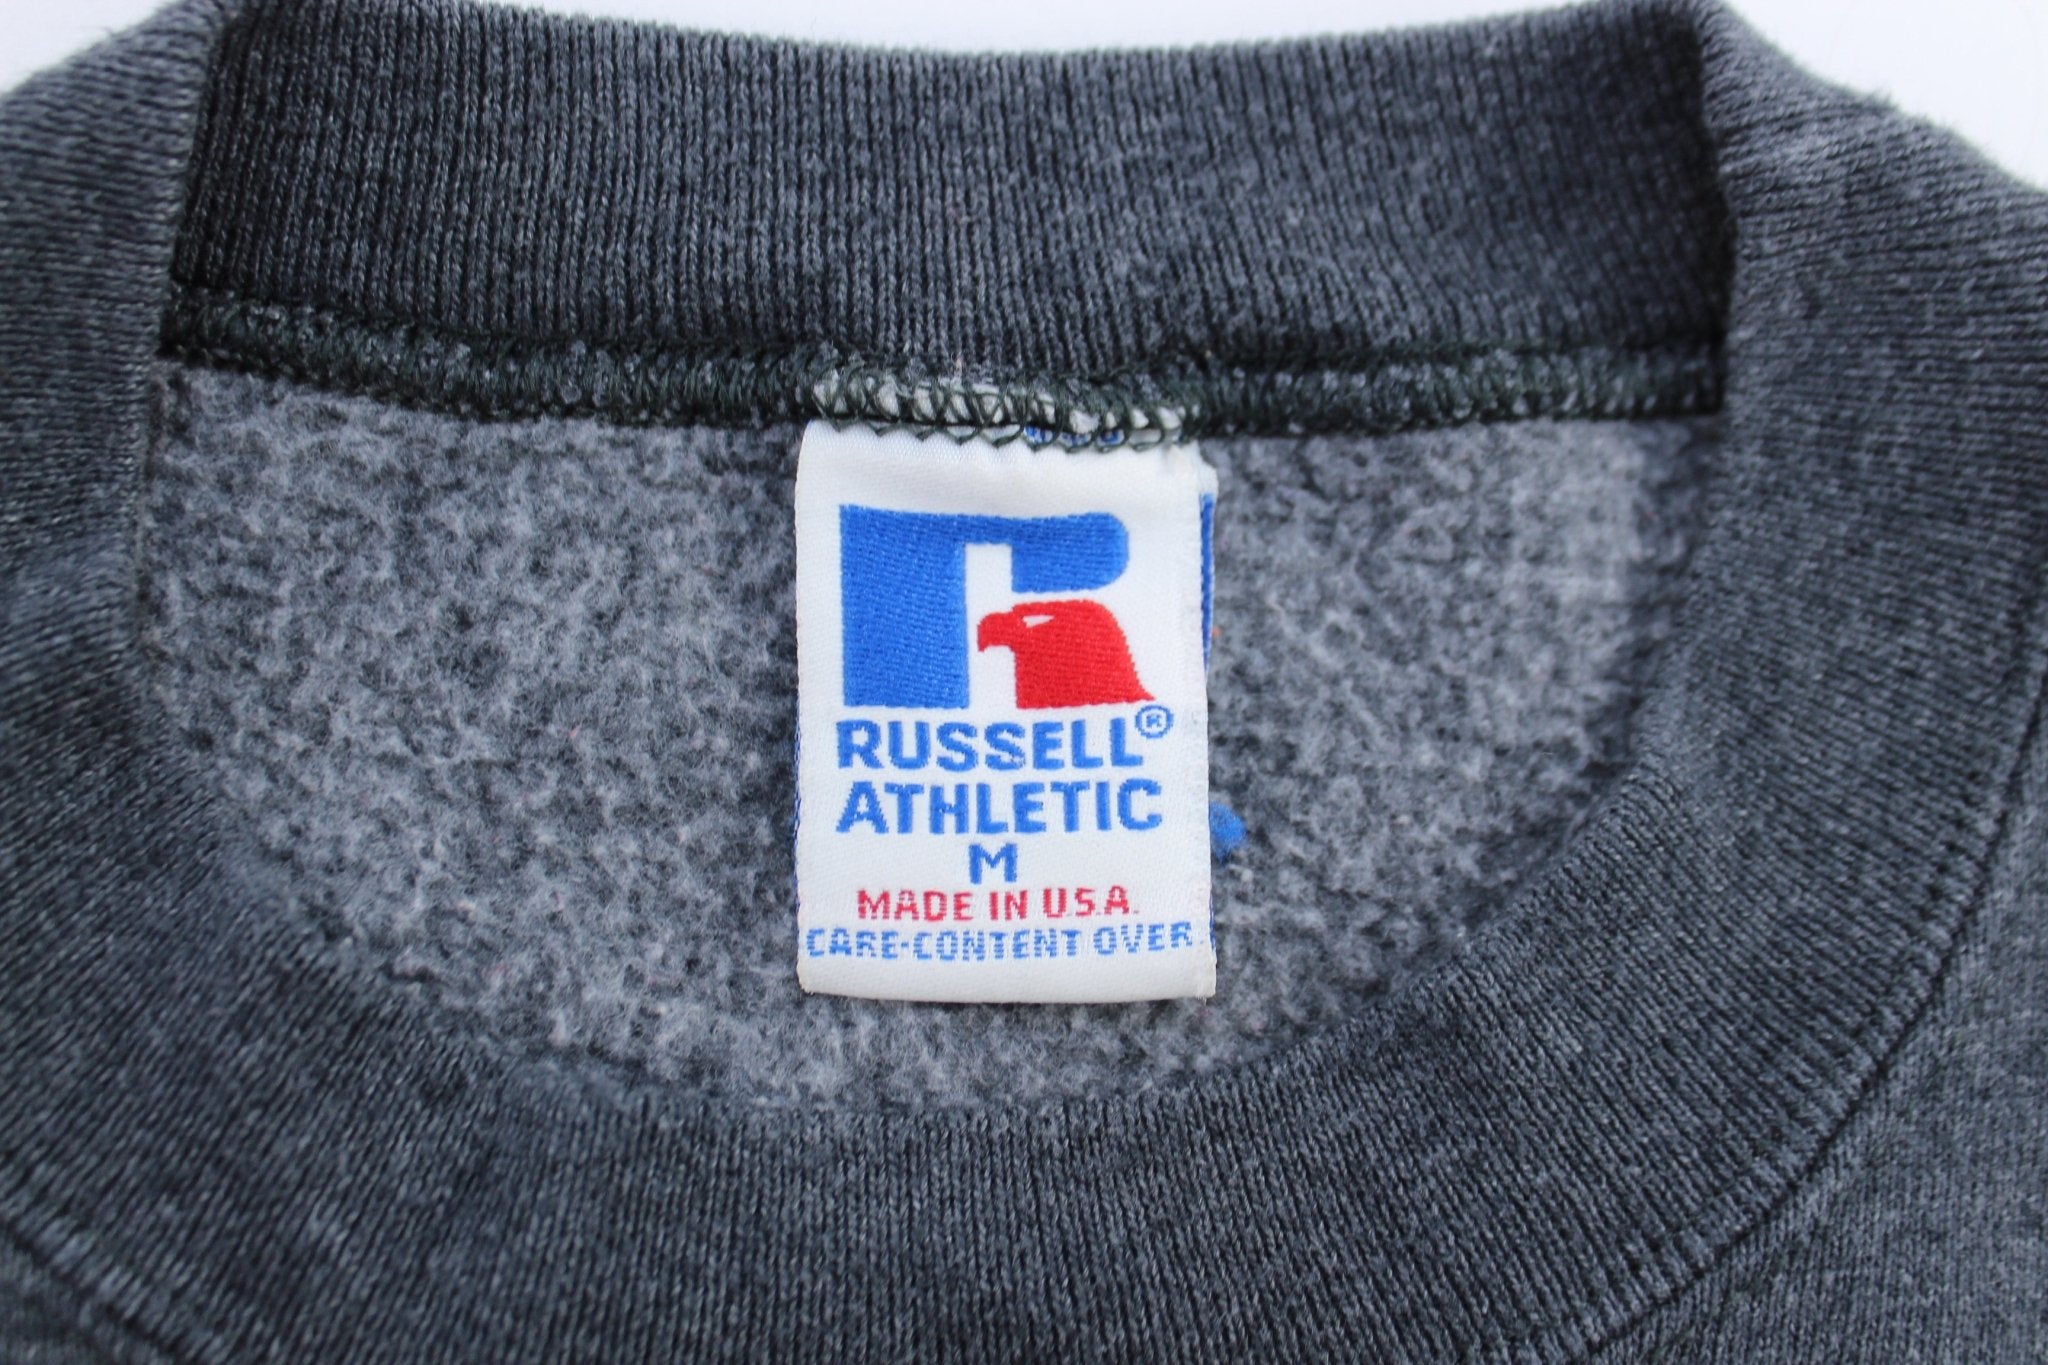 RUSSELL®
ATHLETIC
M
MADE IN U.S.A.
CARE-CONTENT OVER